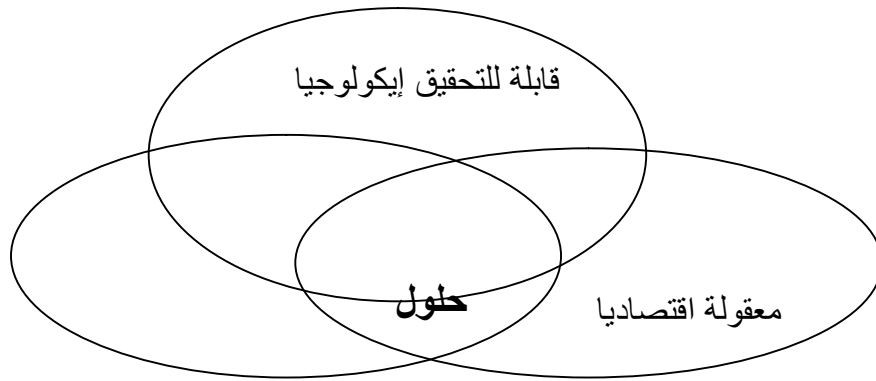 قابلة للتحقيق إيكولوجيا
حلول
معقولة اقتصاديا